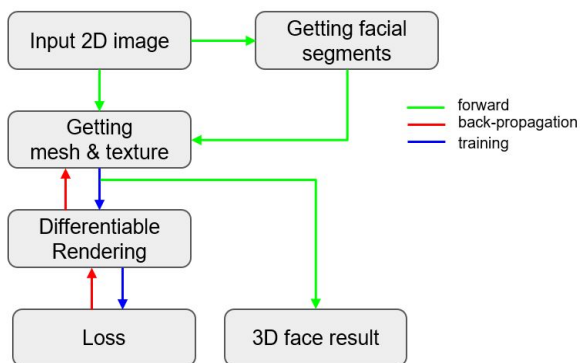 Input 2D image
Getting facial
segments
forward
back-propagation
training
Getting
mesh & texture
Differentiable
Rendering
Loss
3D face result